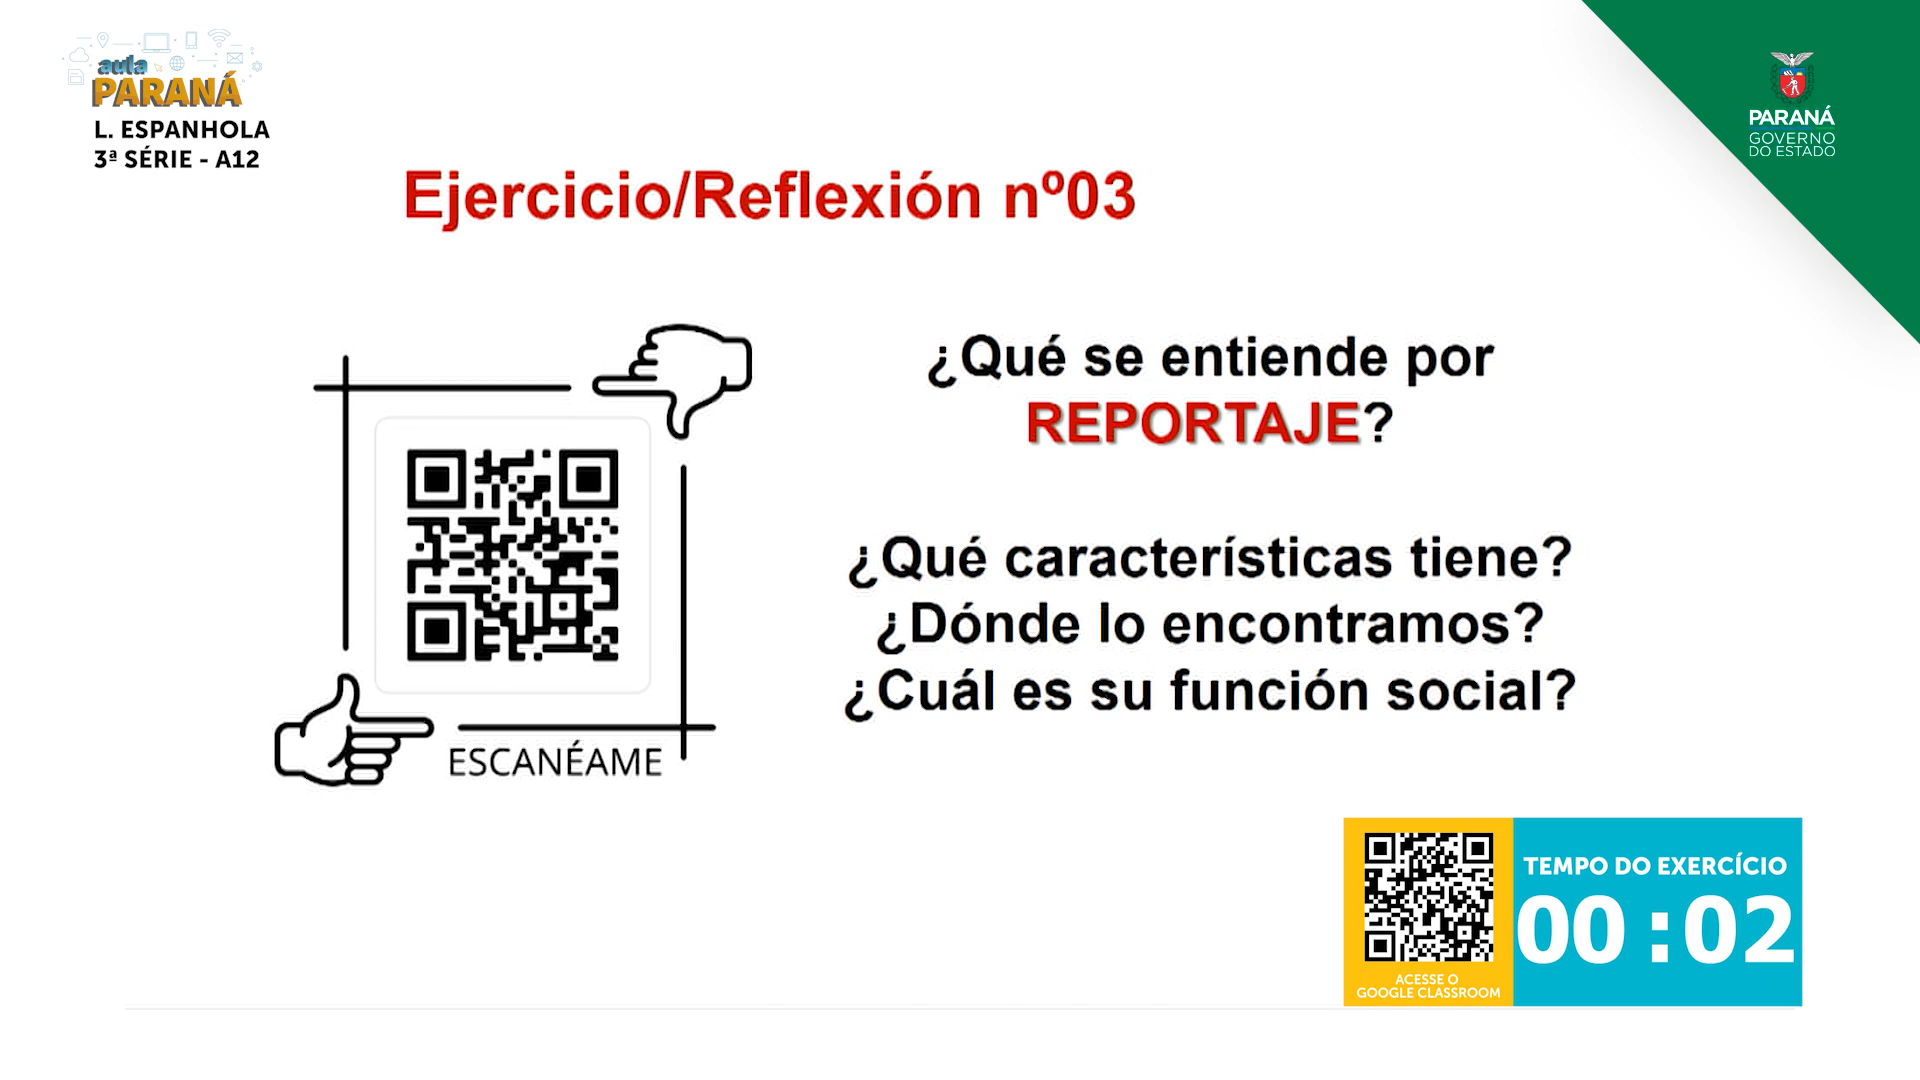 aula
PARANÁ
L. ESPANHOLA
3ª SÉRIE - A12
PARANÁ
GOVERNO
DO ESTADO
Ejercicio/Reflexión nº03
¿Qué se entiende por
REPORTAJE?
¿Qué características tiene?
¿Dónde lo encontramos?
¿Cuál es su función social?
ESCANÉAME
TEMPO DO EXERCÍCIO
00:02
ACESSE O
GOOGLE CLASSROOM